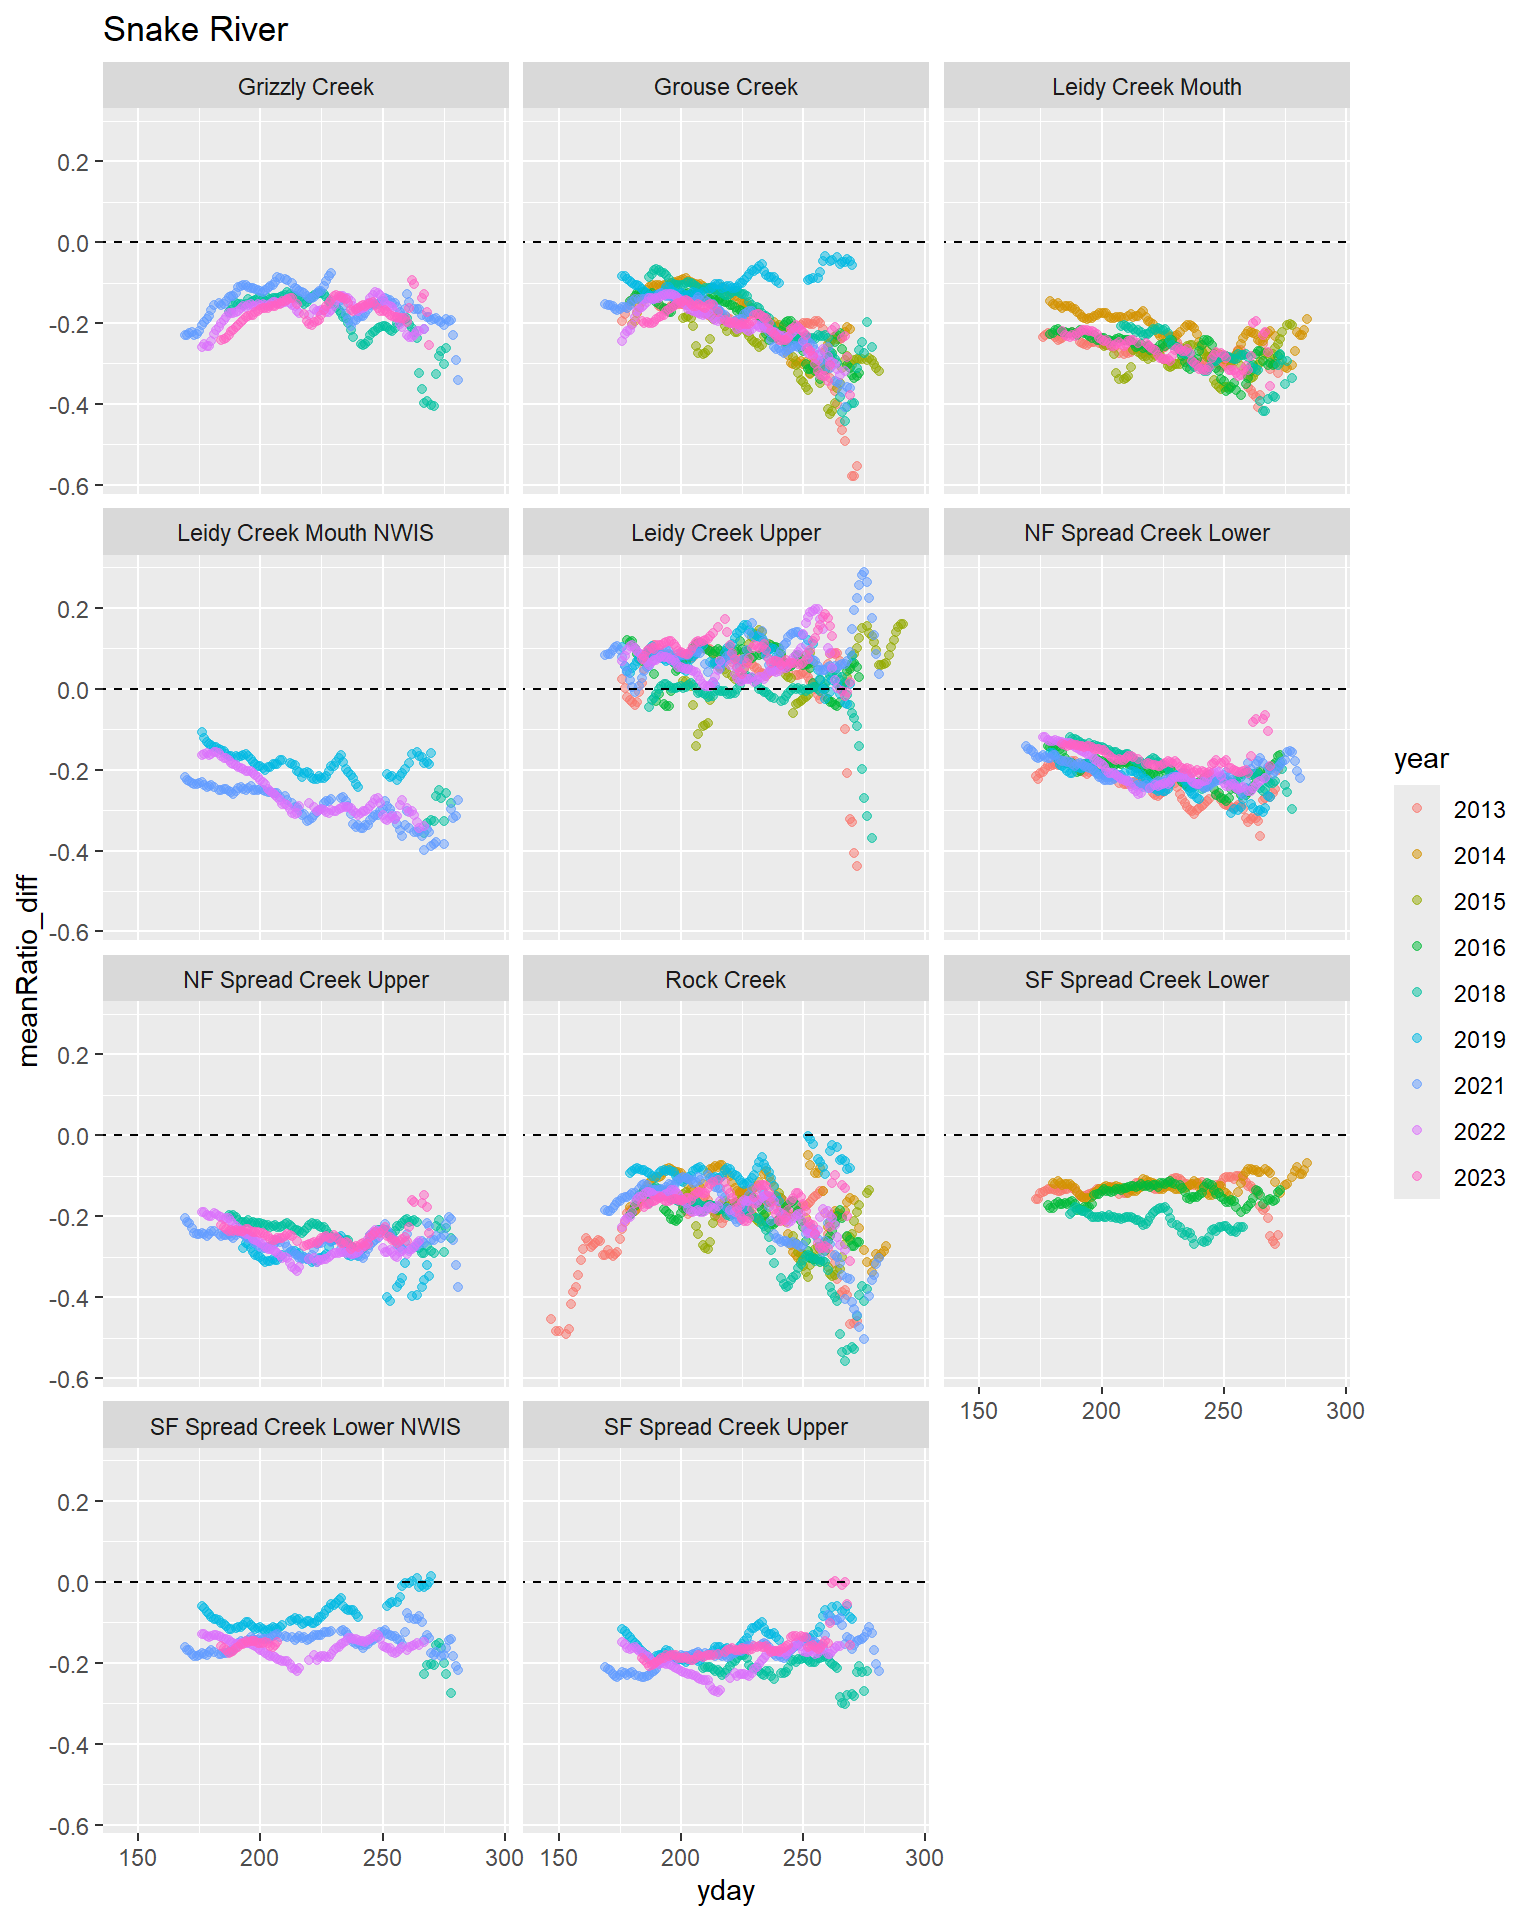 Snake River
Grizzly Creek Grouse Creek Leidy Creek Mouth
0.2
0.0
-0.2
-0.4
-0.6
Leidy Creek Mouth NWIS Leidy Creek Upper NF Spread Creek Lower
0.2
0.0
-0.2
-0.4
-0.6
NF Spread Creek Upper Rock Creek SF Spread Creek Lower
0.2
0.0
-0.2
-0.4
-0.6
150 200 250 300
SF Spread Creek Lower NWIS SF Spread Creek Upper
0.2
0.0
-0.2
-0.4
-0.6
150 200 250 300 150 200 250 300
yday
meanRatio_diff
year
2013
2014
2015
2016
2018
2019
2021
2022
2023